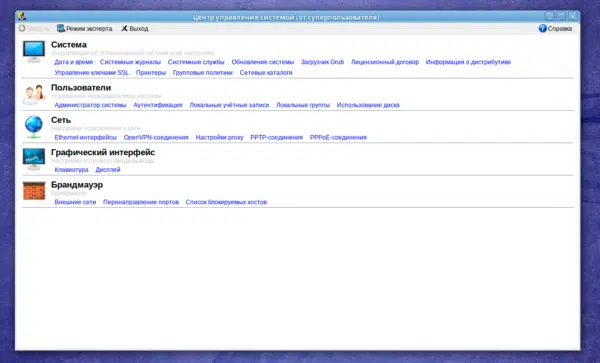 Центр управления системой (от суперпользователя)
Режим эксперта Выход Справка
Система
Информация об установленной системе и её настройка
Дата и время Системные журналы Системные службы Обновление системы Загрузчик Grub Лицензионный договор Информация о дистрибутиве
Управление ключами SSL Принтеры Групповые политики Сетевые каталоги
Пользователи
Управление пользователями системы
Администратор системы Аутентификация Локальные учётные записи Локальные группы Использование диска
Сеть
Настройки подключения к сети
Ethernet-интерфейсы OpenVPN-соединения Настройки proxy PPTP-соединения PPPoE-соединения
Графический интерфейс
Настройка устройств ввода-вывода
Клавиатура Дисплей
Брандмауэр
Брандмауэр
Внешние сети Перенаправление портов Список блокируемых хостов